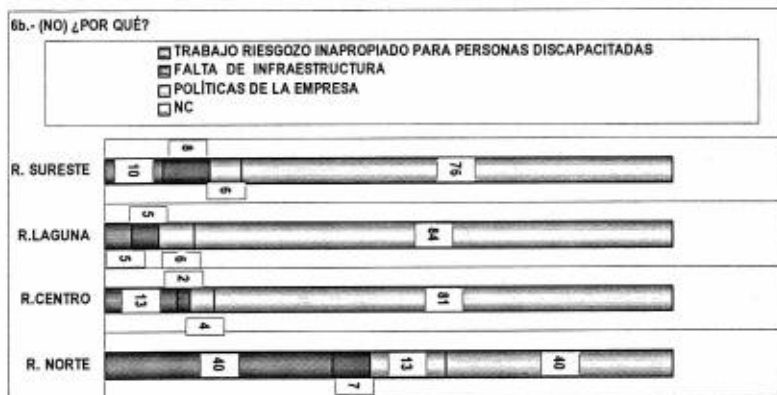 6b.- (NO) ¿POR QUÉ?
TRABAJO RIESGOZO INAPROPIADO PARA PERSONAS DISCAPACITADAS
FALTA DE INFRAESTRUCTURA
POLÍTICAS DE LA EMPRESA
NC
8
R. SURESTE 10 76
6
5
R.LAGUNA 84
5 6
2
R.CENTRO 13 81
4
R. NORTE 40 13 40
7